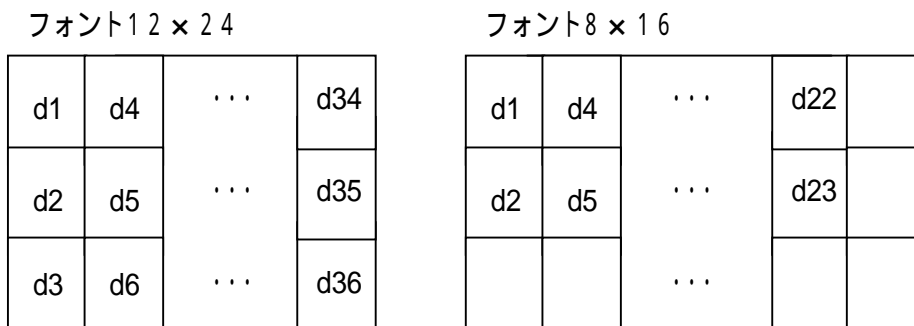 フォント１２×２４ フォント８×１６
d1 d4 ··· d34 d1 d4 ··· d22
d2 d5 ··· d35 d2 d5 ··· d23
d3 d6 ··· d36 ···